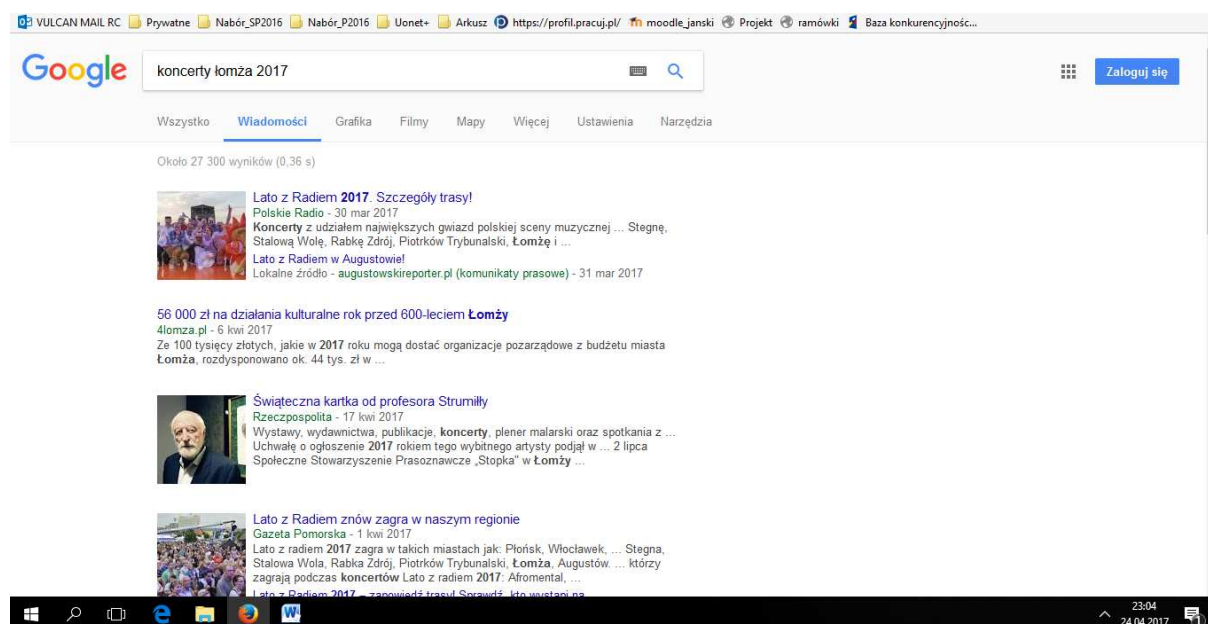 VULCAN MAIL RC Prywatne Nabór_SP2016 Nabór_P2016 Uonet+ Arkusz https://profil.pracuj.pl/ moodle_janski Projekt ramówki Baza konkurencyjnośc...
Google koncerty łomża 2017 Zaloguj się
Wszystko Wiadomości Grafika Filmy Mapy Więcej Ustawienia Narzędzia
Około 27 300 wyników (0,36 s)
Lato z Radiem 2017. Szczegóły trasy!
Polskie Radio - 30 mar 2017
Koncerty z udziałem największych gwiazd polskiej sceny muzycznej ... Stegnę,
Stalową Wolę, Rabkę Zdrój, Piotrków Trybunalski, Łomżę i ...
Lato z Radiem w Augustowie!
Lokalne źródło - augustowskireporter.pl (komunikaty prasowe) - 31 mar 2017
56 000 zł na działania kulturalne rok przed 600-leciem Łomży
4lomza.pl - 6 kwi 2017
Ze 100 tysięcy złotych, jakie w 2017 roku mogą dostać organizacje pozarządowe z budżetu miasta
Łomża, rozdysponowano ok. 44 tys. zł w ...
Świąteczna kartka od profesora Strumiłły
Rzeczpospolita - 17 kwi 2017
Wystawy, wydawnictwa, publikacje, koncerty, plener malarski oraz spotkania z ...
Uchwałę o ogłoszenie 2017 rokiem tego wybitnego artysty podjął w ... 2 lipca
Społeczne Stowarzyszenie Prasoznawcze „Stopka" w Łomży ...
Lato z Radiem znów zagra w naszym regionie
Gazeta Pomorska - 1 kwi 2017
Lato z radiem 2017 zagra w takich miastach jak: Płońsk, Włocławek, ... Stegna,
Stalowa Wola, Rabka Zdrój, Piotrków Trybunalski, Łomża, Augustów. ... którzy
zagrają podczas koncertów Lato z radiem 2017: Afromental, ...
Lato z Radiem 2017 – zapowiedź trasy! Sprawdź, kto wystąpi na
23:04
24.04.2017